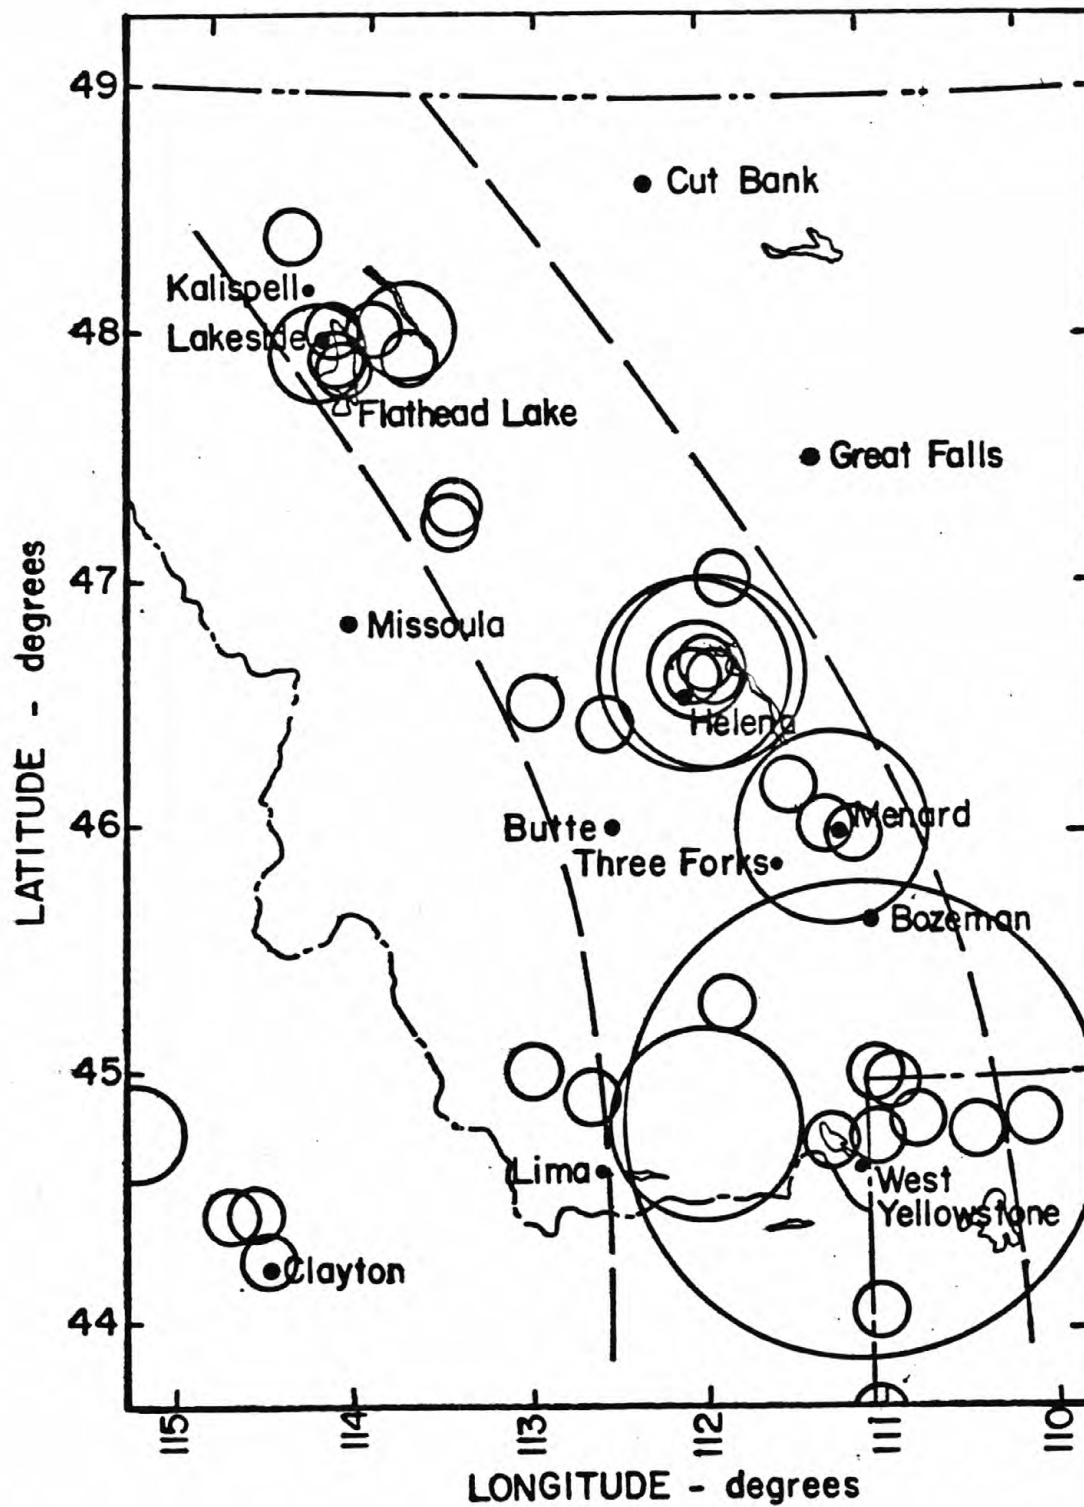 49
Cut Bank
Kalispell
48
Lakeside
Flathead Lake
Great Falls
47
Missoula
Helena
46
Butte
Menard
Three Forks
Bozeman
45
Lima
West
Yellowstone
Clayton
44
115
114
113
112
111
110
LATITUDE - degrees
LONGITUDE - degrees